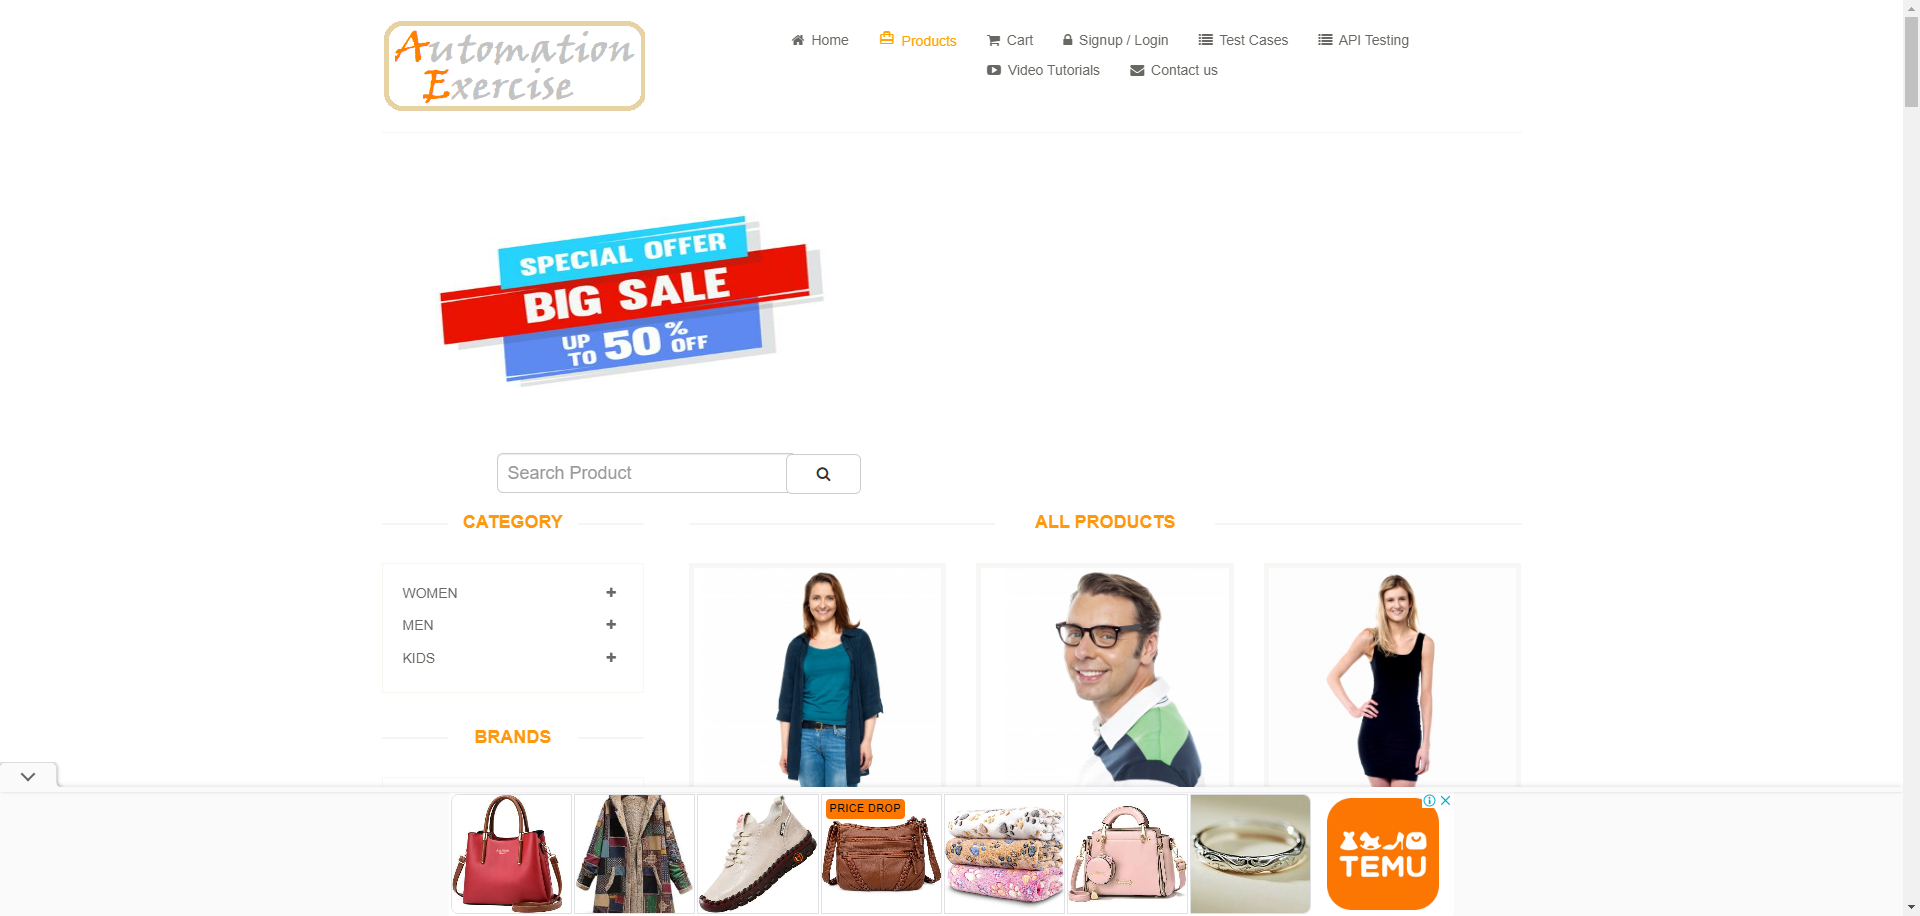 Automation
Exercise
Home
Products
Cart
Signup / Login
Test Cases
API Testing
Video Tutorials
Contact us
SPECIAL OFFER
BIG SALE
UP TO 50% OFF
Search Product
CATEGORY
ALL PRODUCTS
WOMEN
MEN
KIDS
BRANDS
PRICE DROP
TEMU